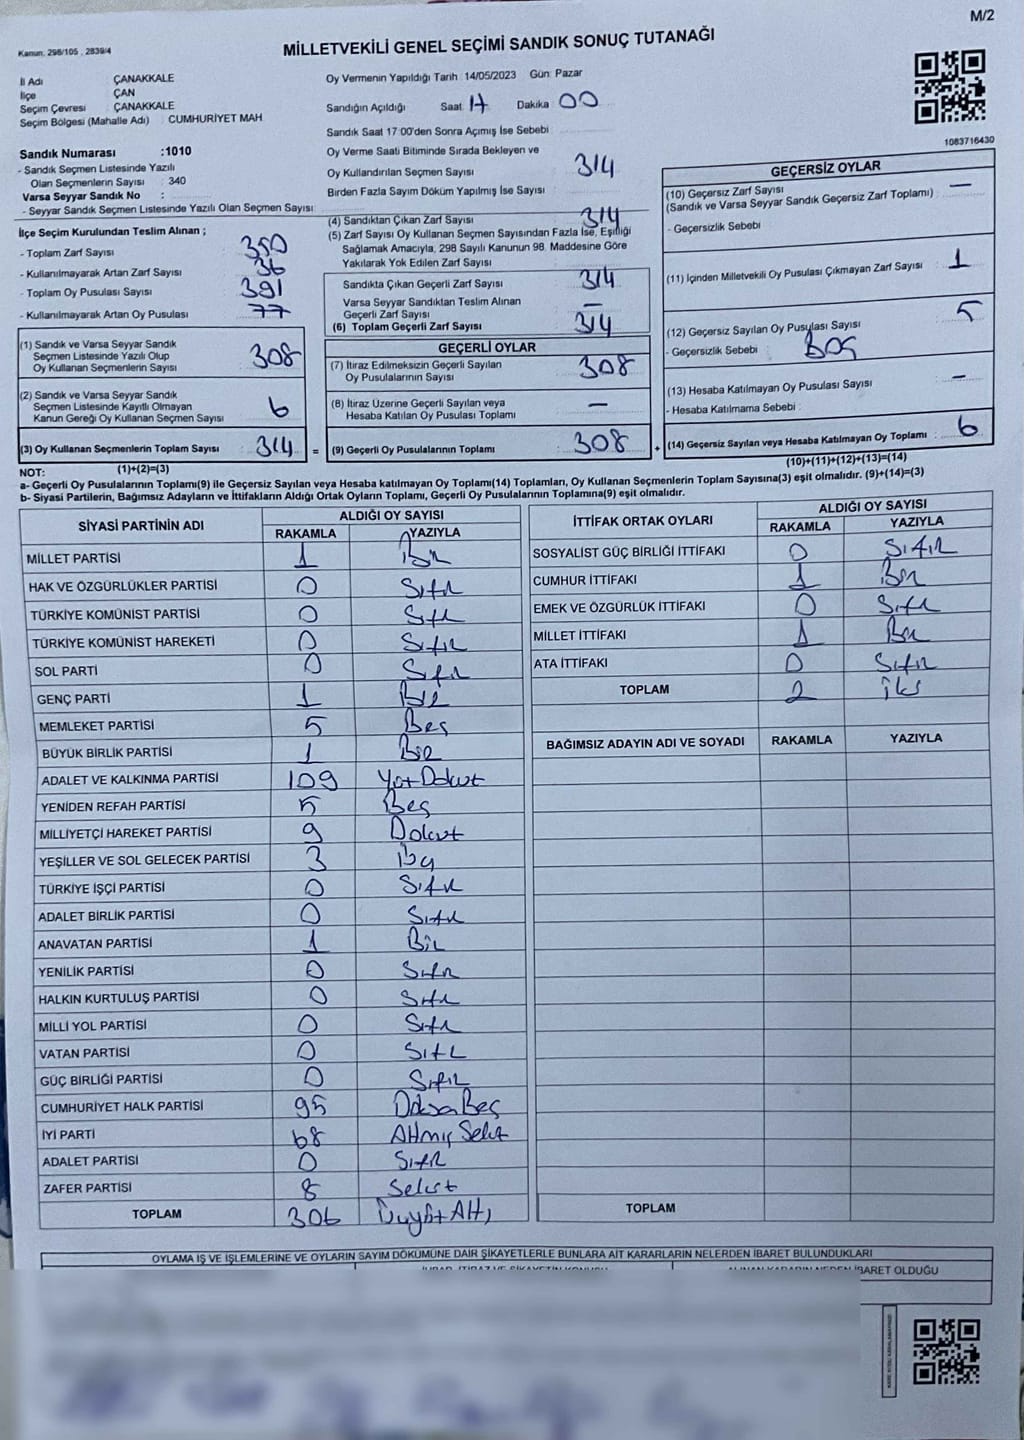 M/2
Kanun. 298/105 , 2839/4
MİLLETVEKİLİ GENEL SEÇİMİ SANDIK SONUÇ TUTANAĞI
İl Adı ÇANAKKALE
İlçe ÇAN
Seçim Çevresi ÇANAKKALE
Seçim Bölgesi (Mahalle Adı) CUMHURİYET MAH
Sandık Numarası :1010
- Sandık Seçmen Listesinde Yazılı
Olan Seçmenlerin Sayısı : 340
Varsa Seyyar Sandık No :
- Seyyar Sandık Seçmen Listesinde Yazılı Olan Seçmen Sayısı:
İlçe Seçim Kurulundan Teslim Alınan ;
- Toplam Zarf Sayısı 350
- Kullanılmayarak Artan Zarf Sayısı 36
- Toplam Oy Pusulası Sayısı 391
- Kullanılmayarak Artan Oy Pusulası 77
(1) Sandık ve Varsa Seyyar Sandık
Seçmen Listesinde Yazılı Olup
Oy Kullanan Seçmenlerin Sayısı 308
(2) Sandık ve Varsa Seyyar Sandık
Seçmen Listesinde Kayıtlı Olmayan
Kanun Gereği Oy Kullanan Seçmen Sayısı 6
(3) Oy Kullanan Seçmenlerin Toplam Sayısı 314 =
Oy Vermenin Yapıldığı Tarih 14/05/2023 Gün: Pazar
Sandığın Açıldığı Saat 17 Dakika 00
Sandık Saat 17:00'den Sonra Açımış İse Sebebi
Oy Verme Saati Bitiminde Sırada Bekleyen ve
Oy Kullandırılan Seçmen Sayısı 314
Birden Fazla Sayım Döküm Yapılmış İse Sayısı
(4) Sandıktan Çıkan Zarf Sayısı 314
(5) Zarf Sayısı Oy Kullanan Seçmen Sayısından Fazla İse, Eşitliği
Sağlamak Amacıyla, 298 Sayılı Kanunun 98. Maddesine Göre
Yakılarak Yok Edilen Zarf Sayısı
Sandıkta Çıkan Geçerli Zarf Sayısı 314
Varsa Seyyar Sandıktan Teslim Alınan
Geçerli Zarf Sayısı –
(6) Toplam Geçerli Zarf Sayısı 314
GEÇERLİ OYLAR
(7) İtiraz Edilmeksizin Geçerli Sayılan
Oy Pusulalarının Sayısı 308
(8) İtiraz Üzerine Geçerli Sayılan veya
Hesaba Katılan Oy Pusulası Toplamı –
(9) Geçerli Oy Pusulalarının Toplamı 308 +
1083716430
GEÇERSİZ OYLAR
(10) Geçersiz Zarf Sayısı –
(Sandık ve Varsa Seyyar Sandık Geçersiz Zarf Toplamı)
- Geçersizlik Sebebi
(11) İçinden Milletvekili Oy Pusulası Çıkmayan Zarf Sayısı 1
(12) Geçersiz Sayılan Oy Pusulası Sayısı 5
- Geçersizlik Sebebi : BOŞ
(13) Hesaba Katılmayan Oy Pusulası Sayısı –
- Hesaba Katılmama Sebebi
(14) Geçersiz Sayılan veya Hesaba Katılmayan Oy Toplamı : 6
NOT: (1)+(2)=(3)
(10)+(11)+(12)+(13)=(14)
a- Geçerli Oy Pusulalarının Toplamı(9) ile Geçersiz Sayılan veya Hesaba katılmayan Oy Toplamı(14) Toplamları, Oy Kullanan Seçmenlerin Toplam Sayısına(3) eşit olmalıdır. (9)+(14)=(3)
b- Siyasi Partilerin, Bağımsız Adayların ve İttifakların Aldığı Ortak Oyların Toplamı, Geçerli Oy Pusulalarının Toplamına(9) eşit olmalıdır.
SİYASİ PARTİNİN ADI
ALDIĞI OY SAYISI
RAKAMLA YAZIYLA
MİLLET PARTİSİ 1 Bir
HAK VE ÖZGÜRLÜKLER PARTİSİ 0 Sıfır
TÜRKİYE KOMÜNİST PARTİSİ 0 Sıfır
TÜRKİYE KOMÜNİST HAREKETİ 0 Sıfır
SOL PARTİ 0 Sıfır
GENÇ PARTİ 1 Bir
MEMLEKET PARTİSİ 5 Beş
BÜYÜK BİRLİK PARTİSİ 1 Bir
ADALET VE KALKINMA PARTİSİ 109 Yüz Dokuz
YENİDEN REFAH PARTİSİ 5 Beş
MİLLİYETÇİ HAREKET PARTİSİ 9 Dokuz
YEŞİLLER VE SOL GELECEK PARTİSİ 3 Üç
TÜRKİYE İŞÇİ PARTİSİ 0 Sıfır
ADALET BİRLİK PARTİSİ 0 Sıfır
ANAVATAN PARTİSİ 1 Bir
YENİLİK PARTİSİ 0 Sıfır
HALKIN KURTULUŞ PARTİSİ 0 Sıfır
MİLLİ YOL PARTİSİ 0 Sıfır
VATAN PARTİSİ 0 Sıfır
GÜÇ BİRLİĞİ PARTİSİ 0 Sıfır
CUMHURİYET HALK PARTİSİ 95 Doksan Beş
İYİ PARTİ 68 Altmış Sekiz
ADALET PARTİSİ 0 Sıfır
ZAFER PARTİSİ 8 Sekiz
TOPLAM 306 Üçyüz Altı
İTTİFAK ORTAK OYLARI
ALDIĞI OY SAYISI
RAKAMLA YAZIYLA
SOSYALİST GÜÇ BİRLİĞİ İTTİFAKI 0 Sıfır
CUMHUR İTTİFAKI 1 Bir
EMEK VE ÖZGÜRLÜK İTTİFAKI 0 Sıfır
MİLLET İTTİFAKI 1 Bir
ATA İTTİFAKI 0 Sıfır
TOPLAM 2 İki
BAĞIMSIZ ADAYIN ADI VE SOYADI RAKAMLA YAZIYLA
TOPLAM
OYLAMA İŞ VE İŞLEMLERİNE VE OYLARIN SAYIM DÖKÜMÜNE DAİR ŞİKAYETLERLE BUNLARA AİT KARARLARIN NELERDEN İBARET BULUNDUKLARI
İBARET OLDUĞU